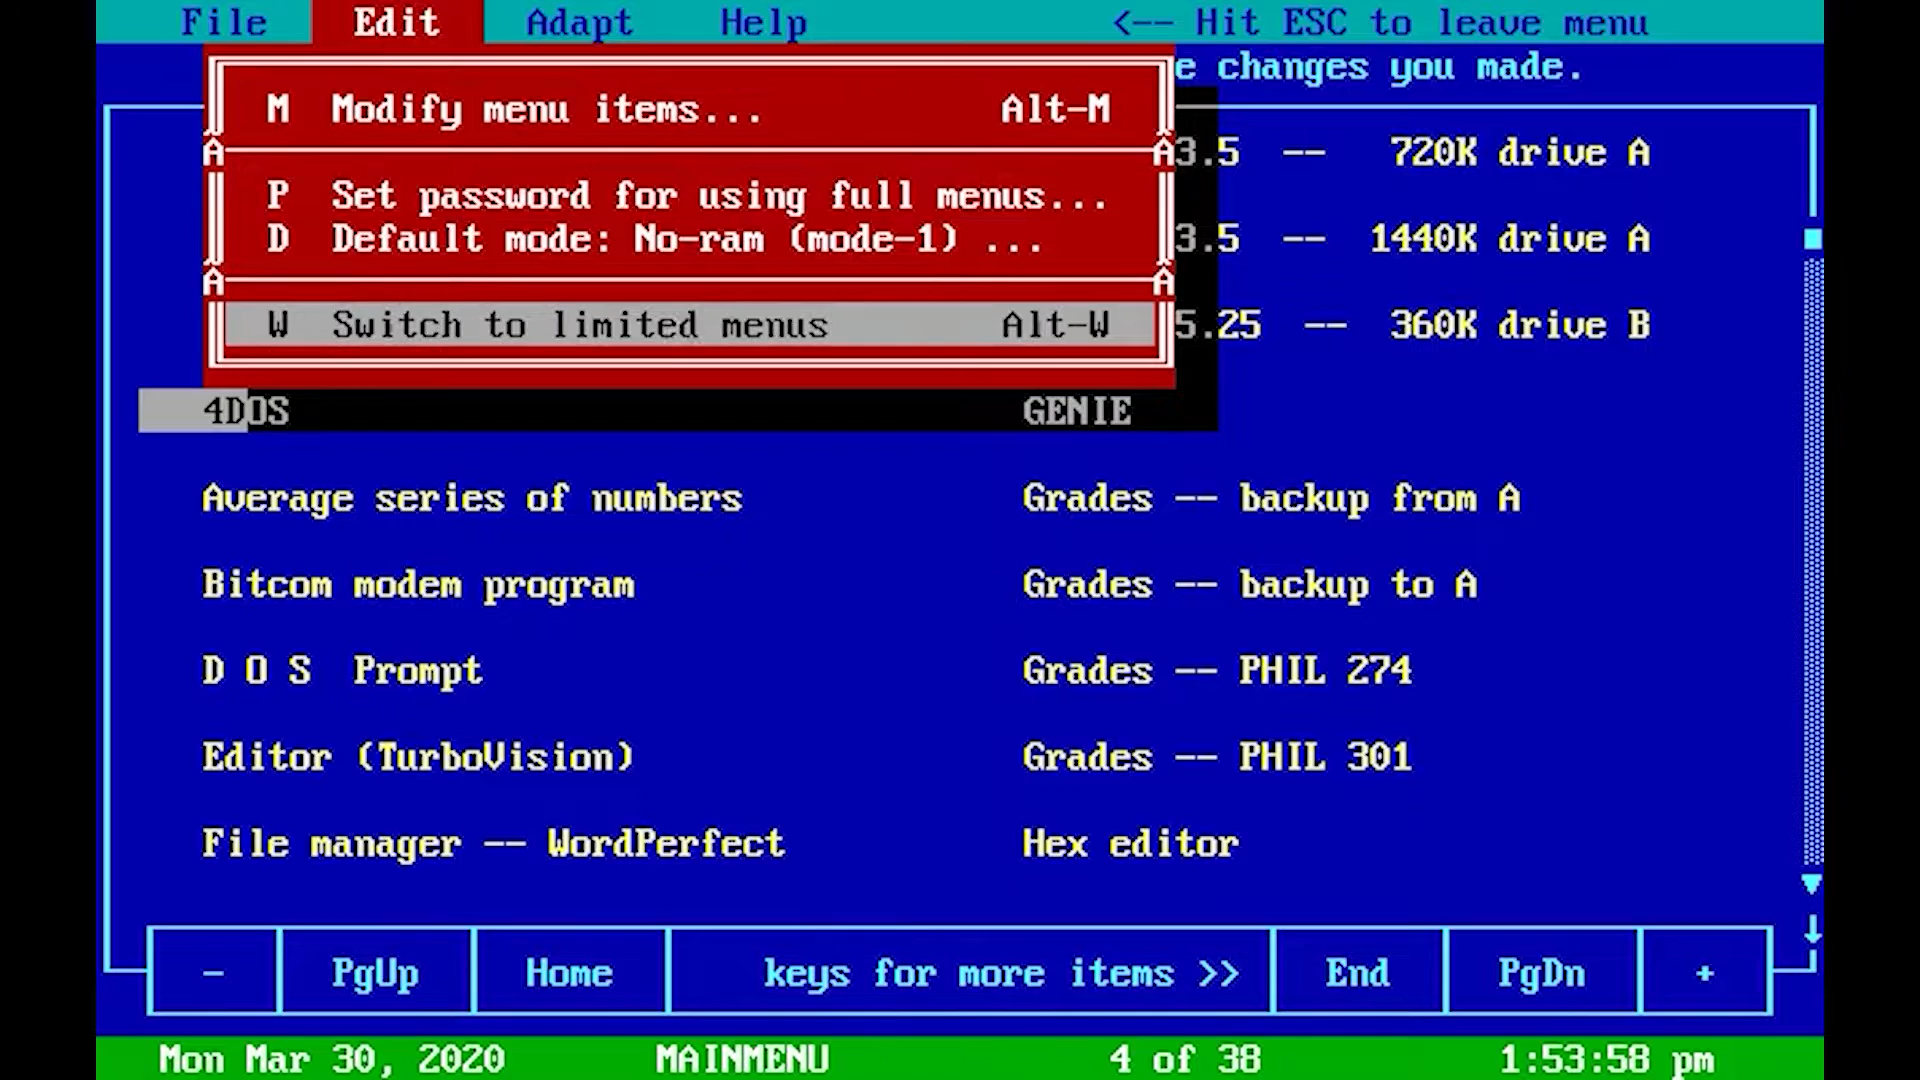 File Edit Adapt Help <-- Hit ESC to leave menu
e changes you made.
M Modify menu items... Alt-M
3.5 -- 720K drive A
P Set password for using full menus...
D Default mode: No-ram (mode-1) ...
3.5 -- 1440K drive A
W Switch to limited menus Alt-W
5.25 -- 360K drive B
4DOS GENIE
Average series of numbers Grades -- backup from A
Bitcom modem program Grades -- backup to A
D O S Prompt Grades -- PHIL 274
Editor (TurboVision) Grades -- PHIL 301
File manager -- WordPerfect Hex editor
- PgUp Home keys for more items >> End PgDn +
Mon Mar 30, 2020 MAINMENU 4 of 38 1:53:58 pm